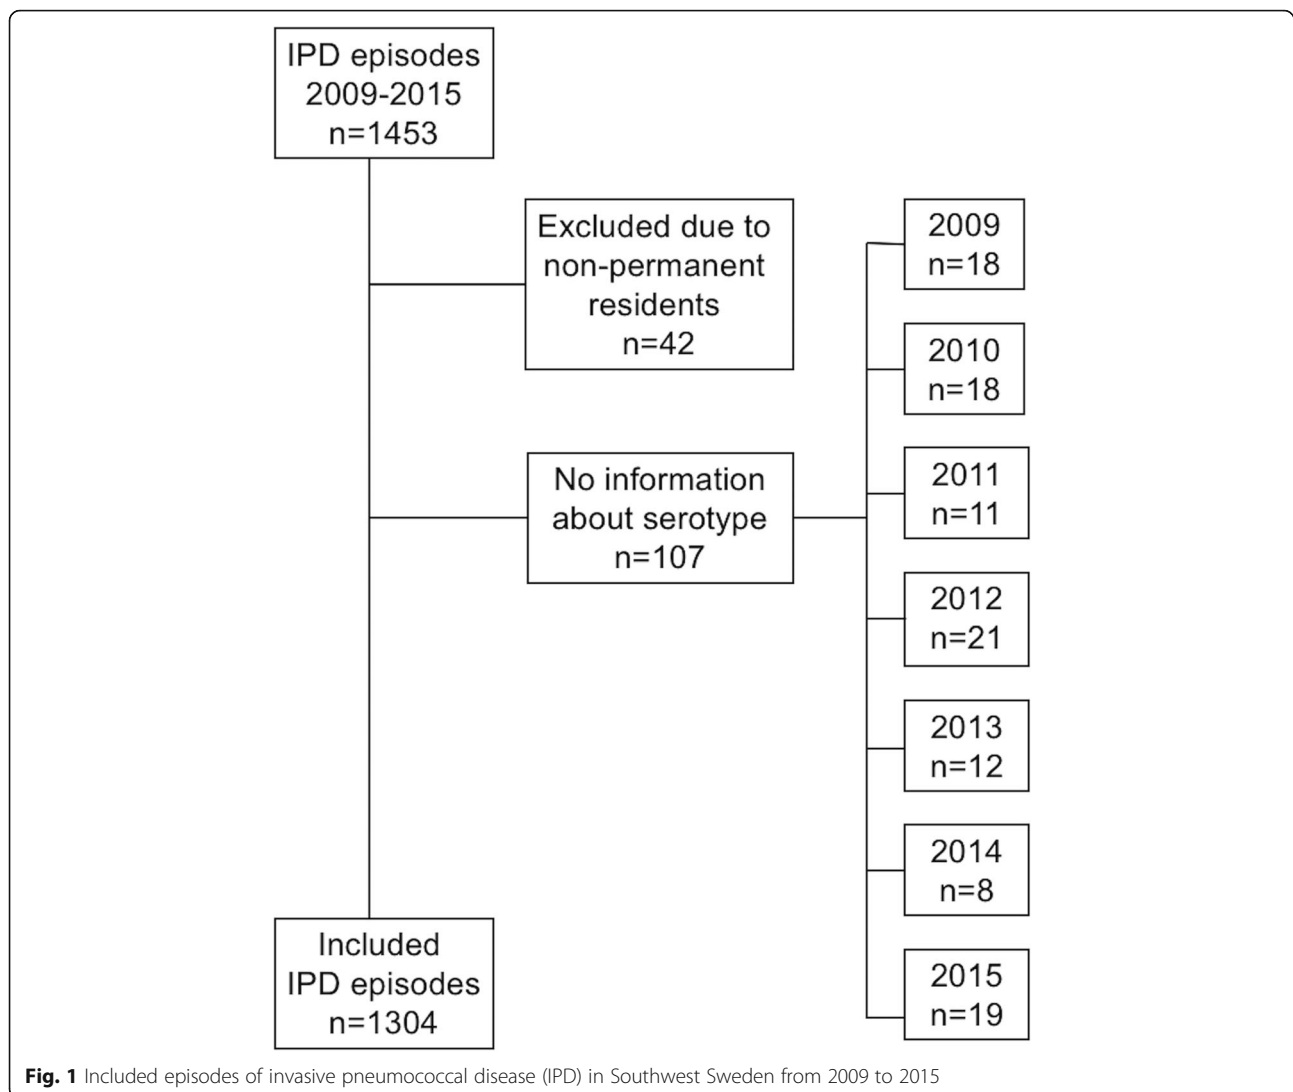 IPD episodes
2009-2015
n=1453
Excluded due to
non-permanent
residents
n=42
No information
about serotype
n=107
2009
n=18
2010
n=18
2011
n=11
2012
n=21
2013
n=12
2014
n=8
2015
n=19
Included
IPD episodes
n=1304
Fig. 1 Included episodes of invasive pneumococcal disease (IPD) in Southwest Sweden from 2009 to 2015